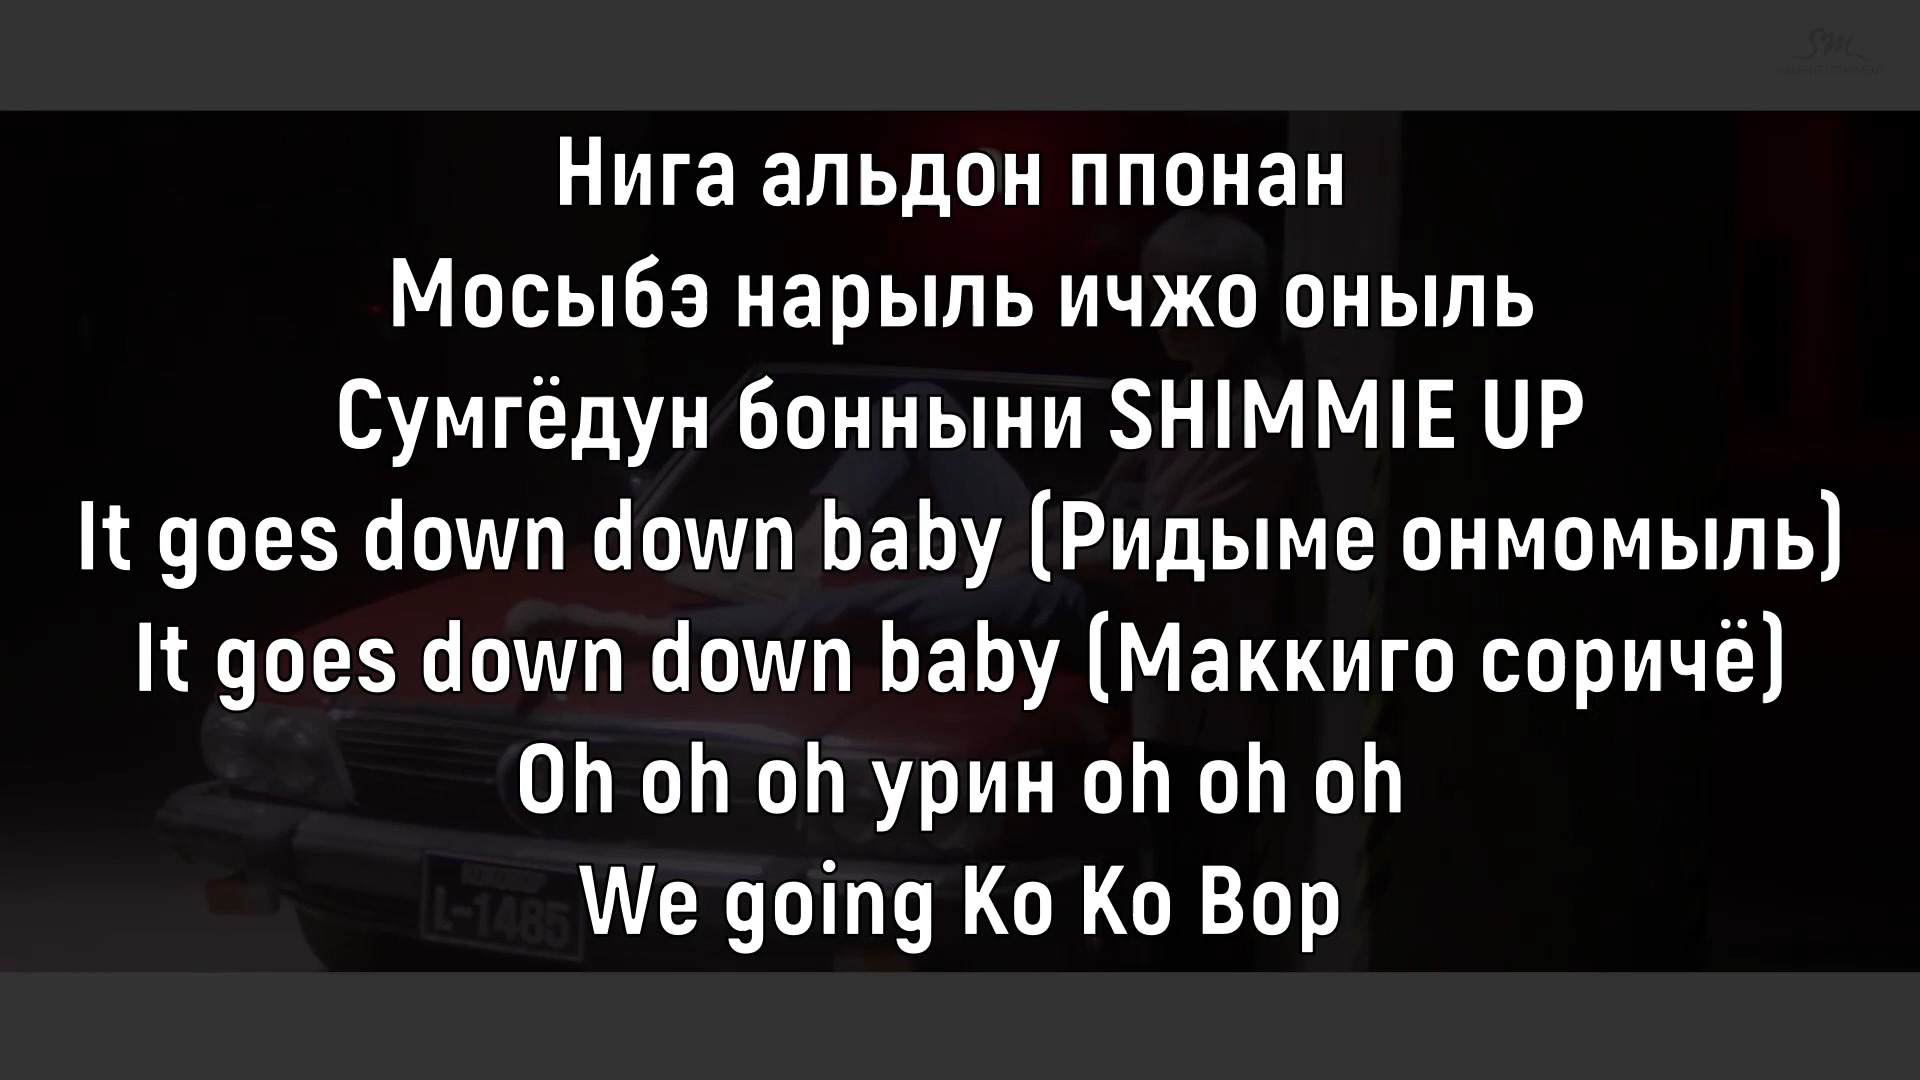 Нига альдон ппонан
Мосыбэ нарыль ичжо оныль
Сумгёдун бонныни SHIMMIE UP
It goes down down baby (Ридыме онмомыль)
It goes down down baby (Маккиго соричё)
Oh oh oh урин oh oh oh
We going Ko Ko Bop
L-1485